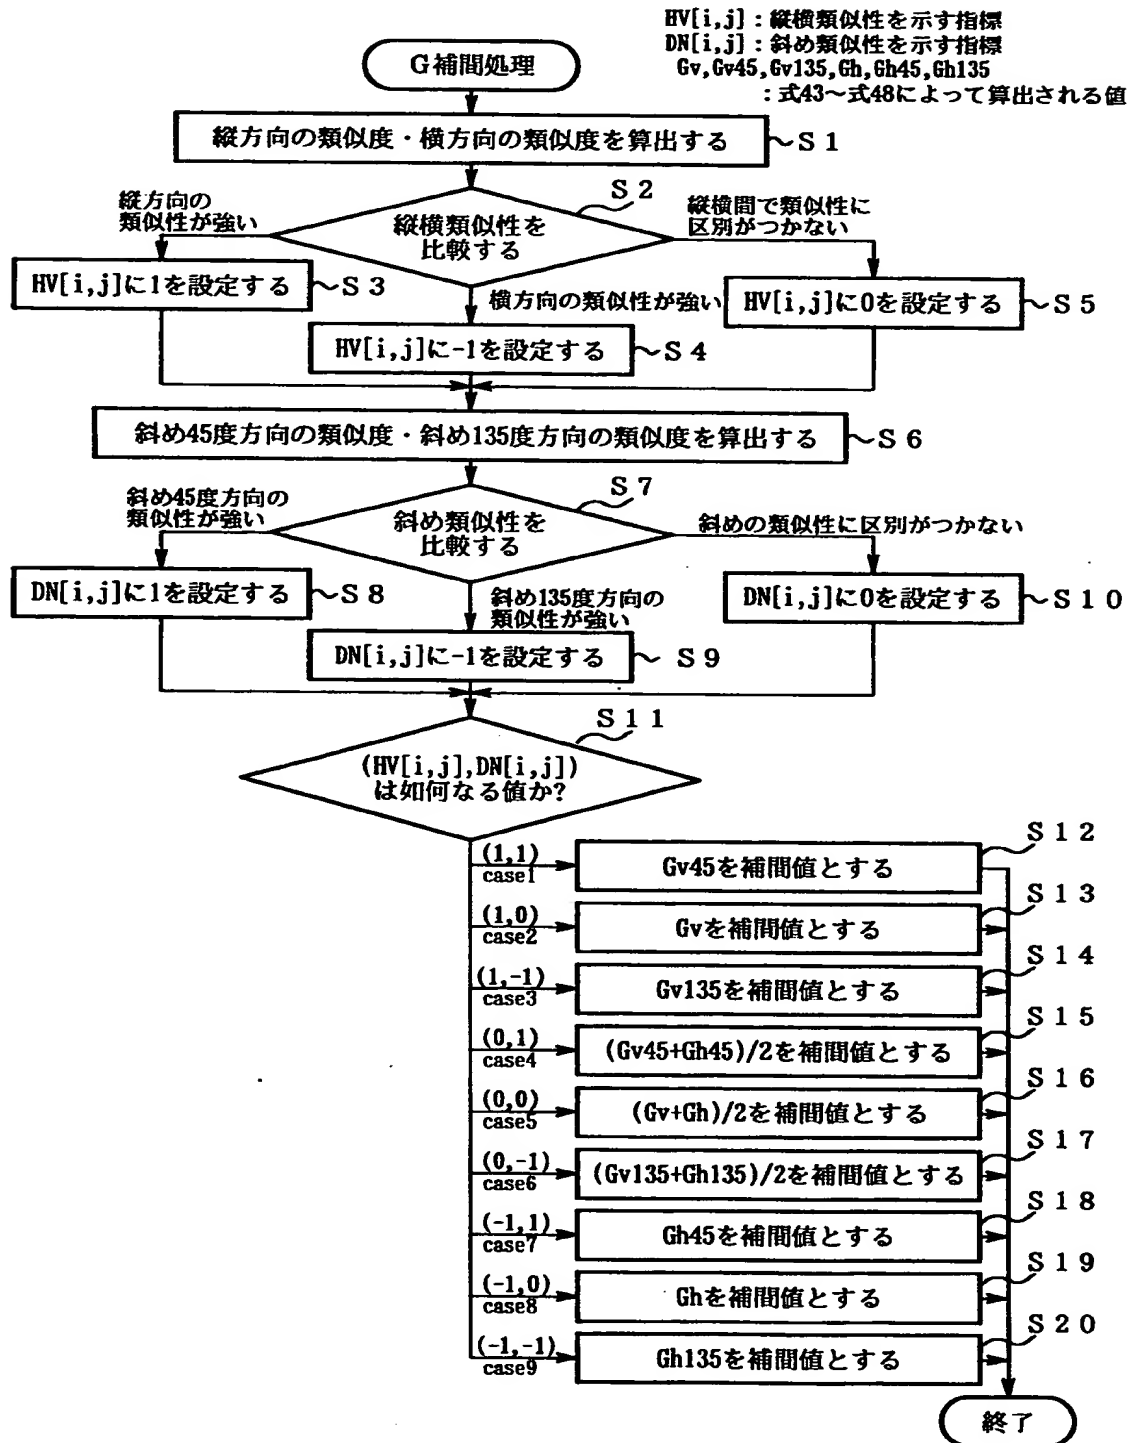 HV[i,j]：縦横類似性を示す指標
DN[i,j]：斜め類似性を示す指標
Gv,Gv45,Gv135,Gh,Gh45,Gh135
：式43〜式48によって算出される値
G補間処理
縦方向の類似度・横方向の類似度を算出する
S1
S2
縦方向の
類似性が強い
縦横類似性を
比較する
縦横間で類似性に
区別がつかない
HV[i,j]に1を設定する
S3
横方向の類似性が強い
HV[i,j]に0を設定する
S5
HV[i,j]に-1を設定する
S4
斜め45度方向の類似度・斜め135度方向の類似度を算出する
S6
S7
斜め45度方向の
類似性が強い
斜め類似性を
比較する
斜めの類似性に区別がつかない
DN[i,j]に1を設定する
S8
斜め135度方向の
類似性が強い
DN[i,j]に0を設定する
S10
DN[i,j]に-1を設定する
S9
S11
(HV[i,j],DN[i,j])
は如何なる値か?
S12
(1,1)
case1
Gv45を補間値とする
S13
(1,0)
case2
Gvを補間値とする
S14
(1,-1)
case3
Gv135を補間値とする
S15
(0,1)
case4
(Gv45+Gh45)/2を補間値とする
S16
(0,0)
case5
(Gv+Gh)/2を補間値とする
S17
(0,-1)
case6
(Gv135+Gh135)/2を補間値とする
S18
(-1,1)
case7
Gh45を補間値とする
S19
(-1,0)
case8
Ghを補間値とする
S20
(-1,-1)
case9
Gh135を補間値とする
終了